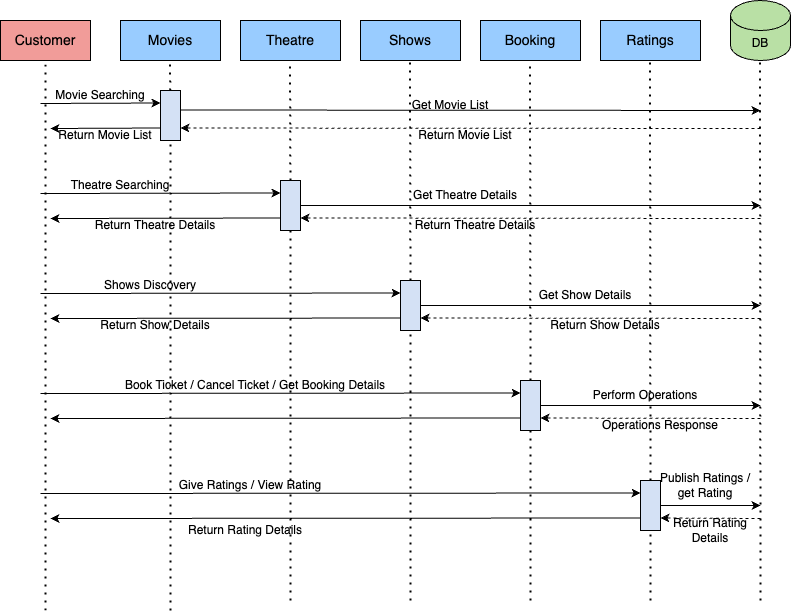 Customer
Movies
Theatre
Shows
Booking
Ratings
DB
Movie Searching
Get Movie List
Return Movie List
Return Movie List
Theatre Searching
Get Theatre Details
Return Theatre Details
Return Theatre Details
Shows Discovery
Get Show Details
Return Show Details
Return Show Details
Book Ticket / Cancel Ticket / Get Booking Details
Perform Operations
Operations Response
Give Ratings / View Rating
Publish Ratings /
get Rating
Return Rating Details
Return Rating
Details